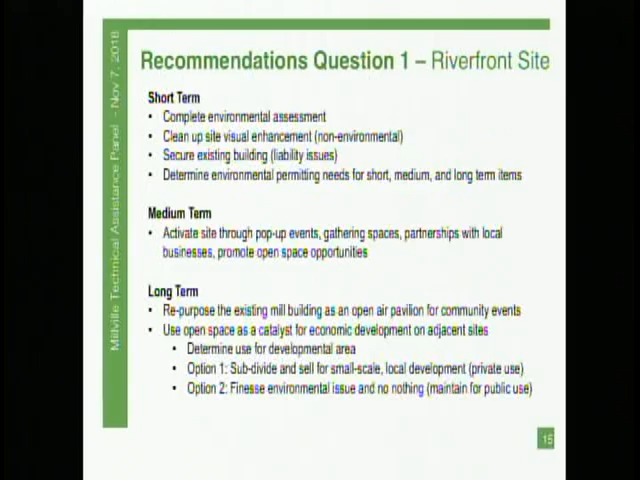 Recommendations Question 1 – Riverfront Site
Short Term
• Complete environmental assessment
• Clean up site visual enhancement (non-environmental)
• Secure existing building (liability issues)
• Determine environmental permitting needs for short, medium, and long term items
Medium Term
• Activate site through pop-up events, gathering spaces, partnerships with local
businesses, promote open space opportunities
Long Term
• Re-purpose the existing mill building as an open air pavilion for community events
• Use open space as a catalyst for economic development on adjacent sites
• Determine use for developmental area
• Option 1: Sub-divide and sell for small-scale, local development (private use)
• Option 2: Finesse environmental issue and no nothing (maintain for public use)
Millville Technical Assistance Panel - Nov 7, 2018
15